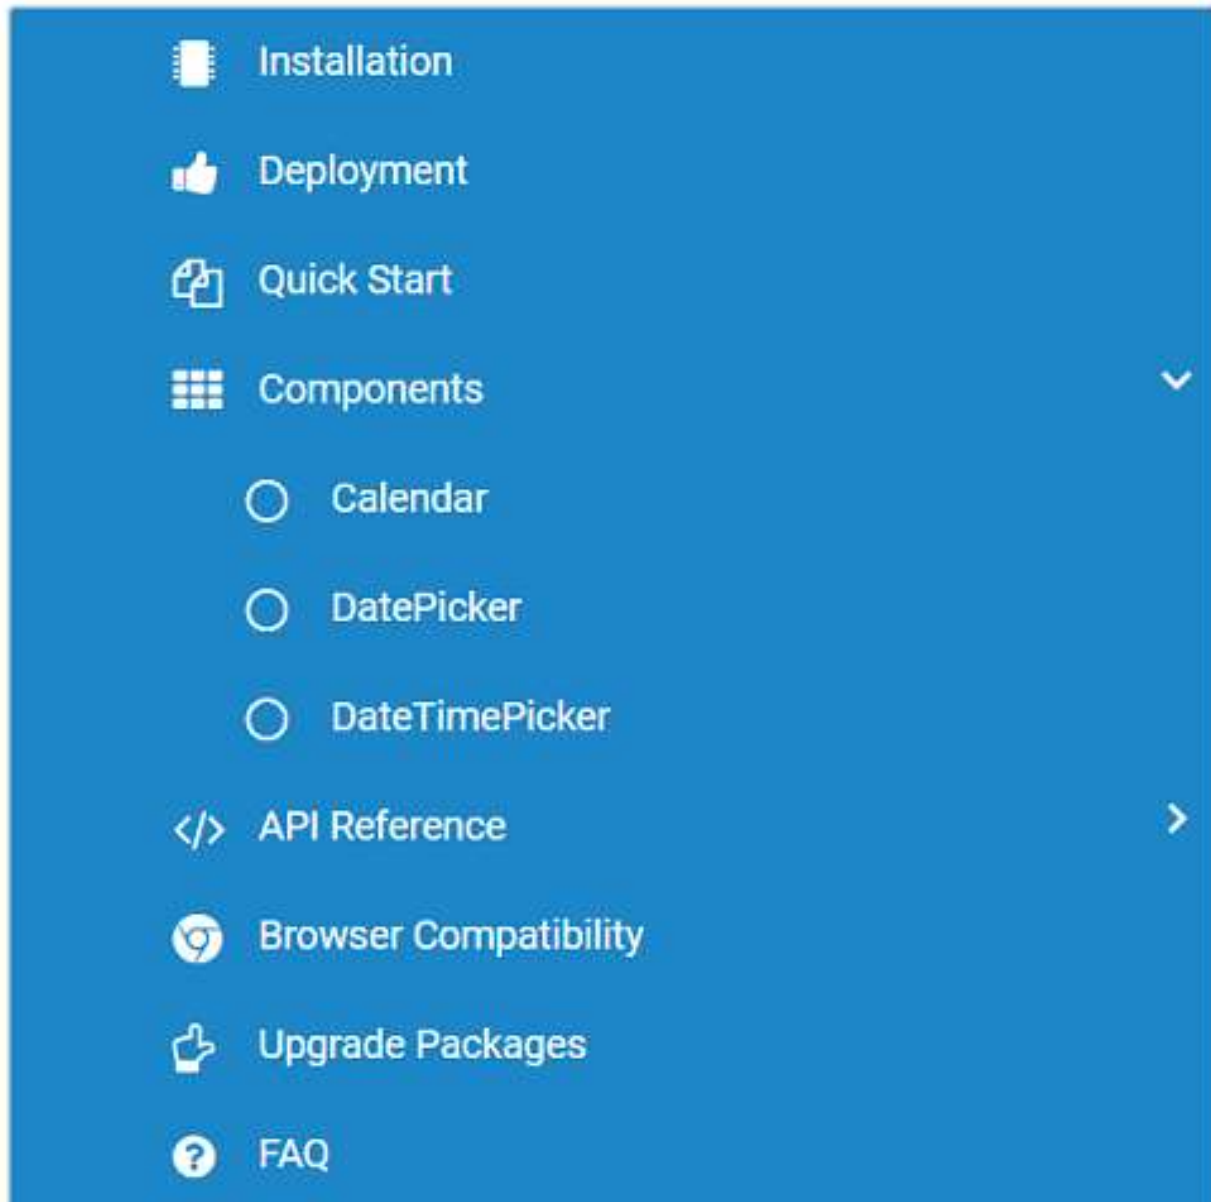 Installation
Deployment
Quick Start
Components
Calendar
DatePicker
DateTimePicker
API Reference
Browser Compatibility
Upgrade Packages
FAQ